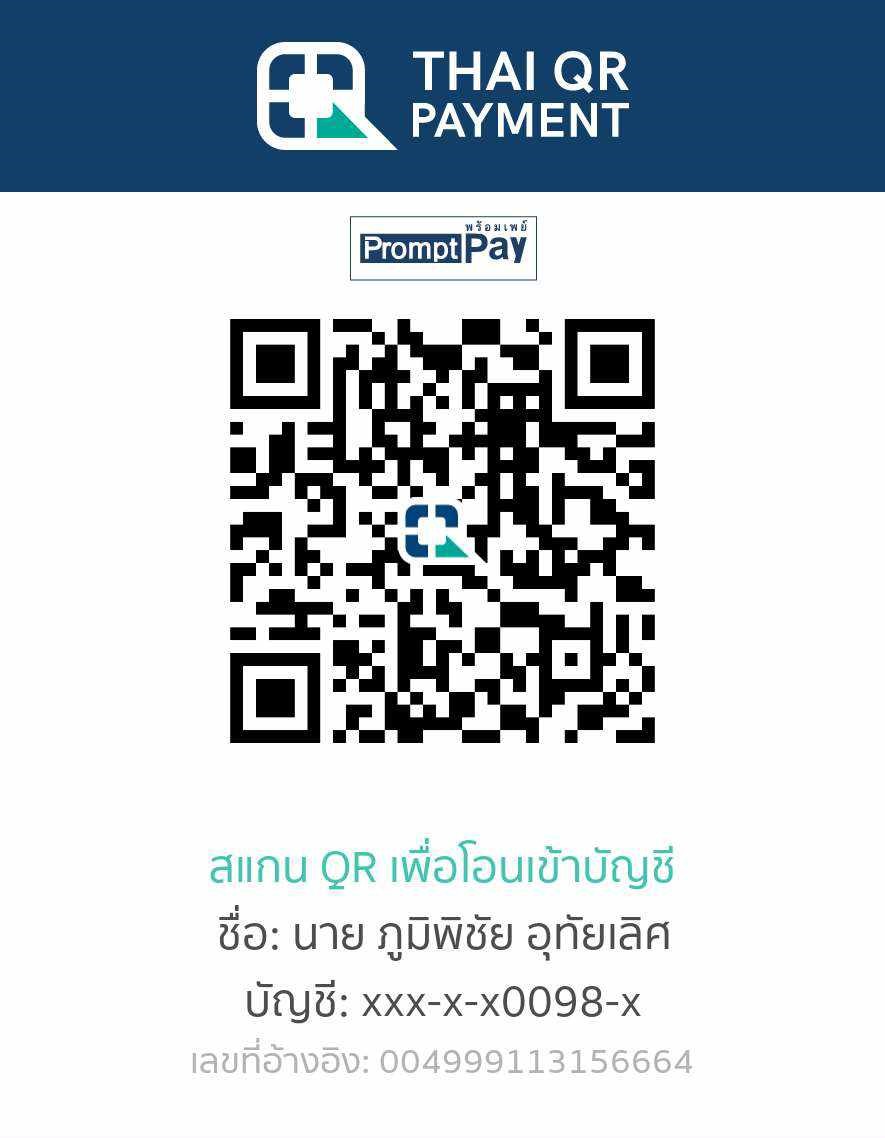 THAI QR
PAYMENT
พร้อมเพย์
PromptPay
สแกน QR เพื่อโอนเข้าบัญชี
ชื่อ: นาย ภูมิพิชัย อุทัยเลิศ
บัญชี: xxx-x-x0098-x
เลขที่อ้างอิง: 004999113156664